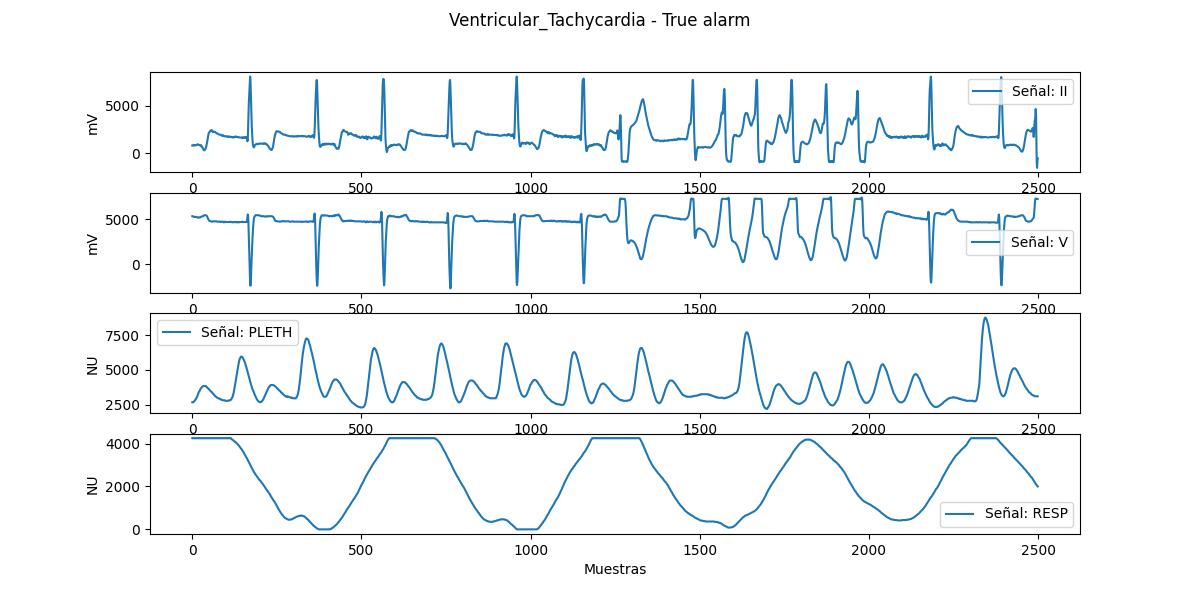 Ventricular_Tachycardia - True alarm
mV
5000
0
Señal: II
0 500 1000 1500 2000 2500
mV
5000
0
Señal: V
0 500 1000 1500 2000 2500
NU
7500
5000
2500
Señal: PLETH
0 500 1000 1500 2000 2500
NU
4000
2000
0
Señal: RESP
0 500 1000 1500 2000 2500
Muestras